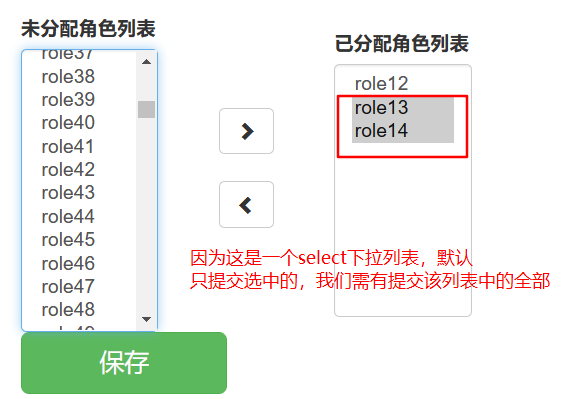 未分配角色列表
role37
role38
role39
role40
role41
role42
role43
role44
role45
role46
role47
role48
已分配角色列表
role12
role13
role14
因为这是一个select下拉列表，默认
只提交选中的，我们需有提交该列表中的全部
保存